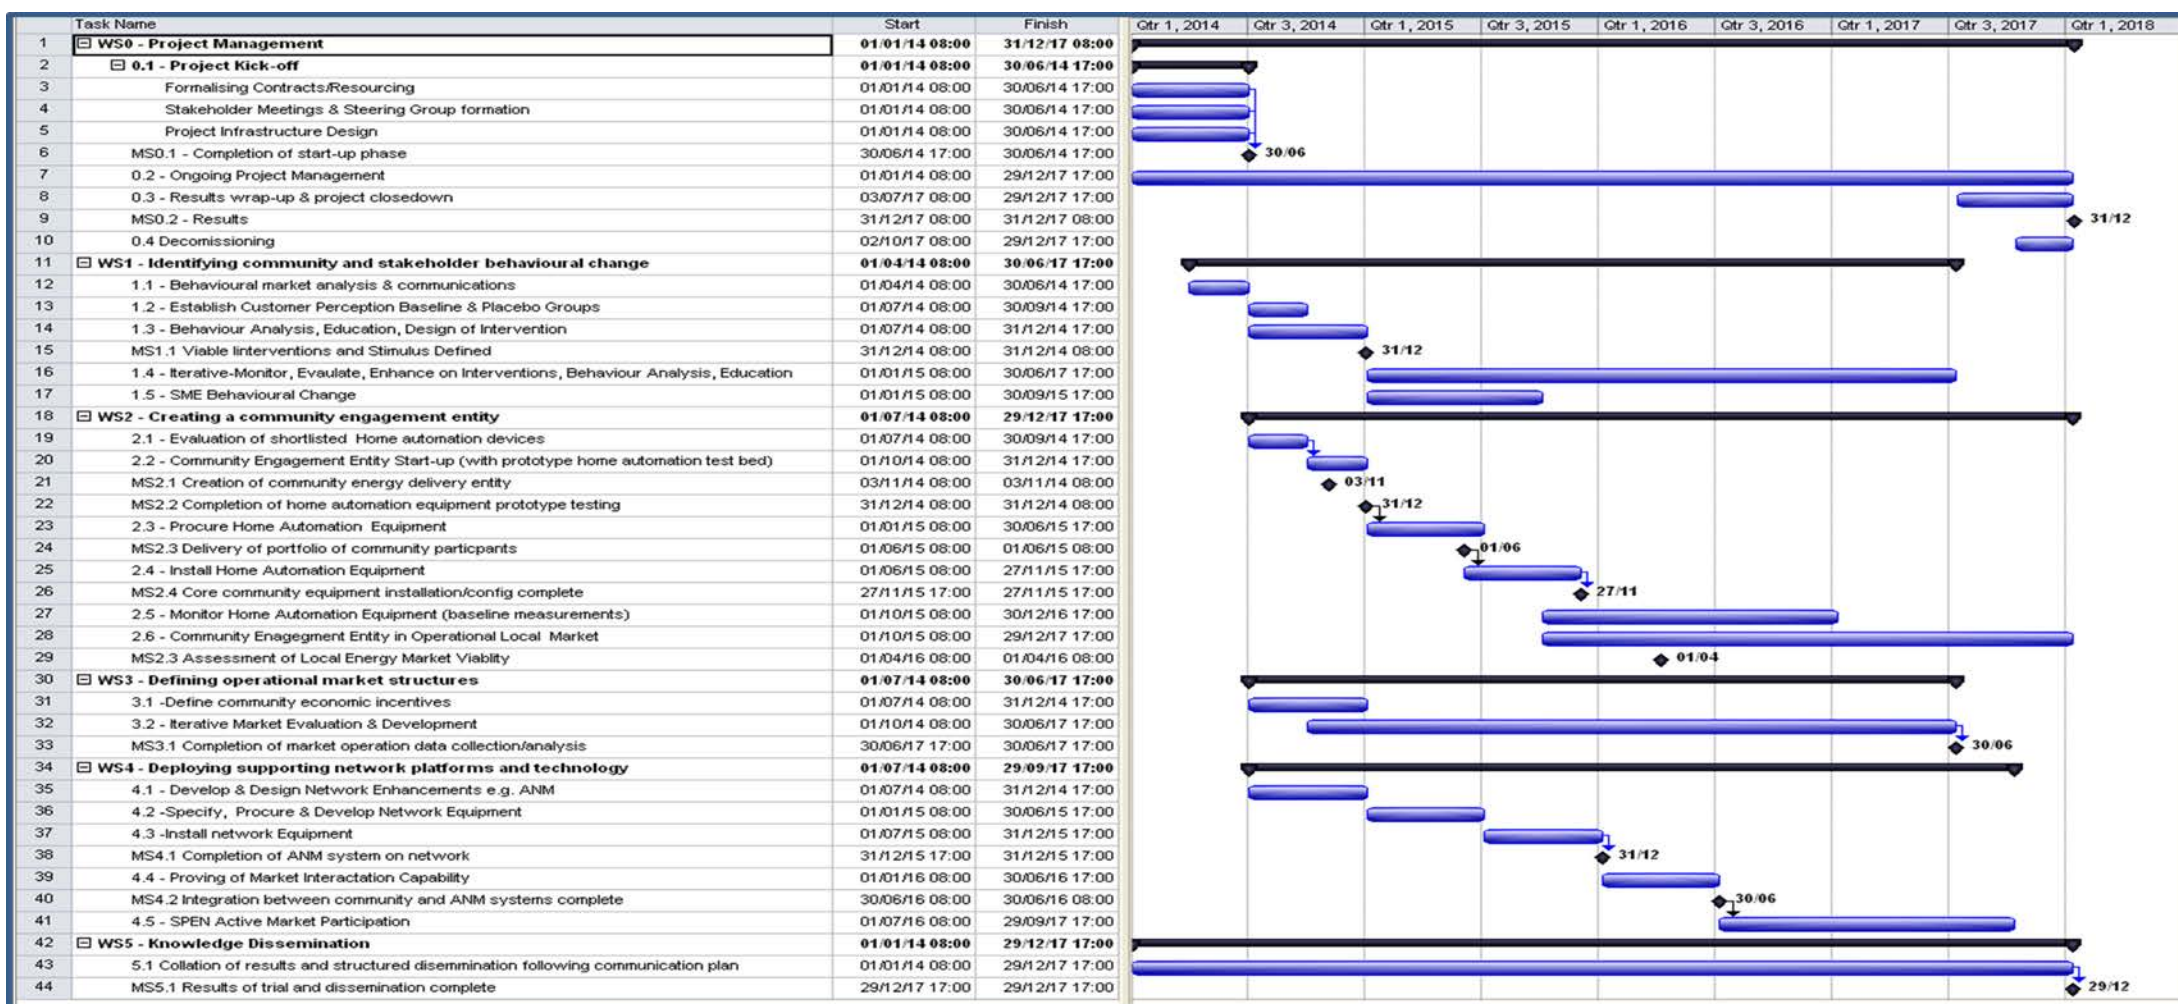 Task Name Start Finish Qtr 1, 2014 Qtr 3, 2014 Qtr 1, 2015 Qtr 3, 2015 Qtr 1, 2016 Qtr 3, 2016 Qtr 1, 2017 Qtr 3, 2017 Qtr 1, 2018
1 WS0 - Project Management 01/01/14 08:00 31/12/17 08:00
2 0.1 - Project Kick-off 01/01/14 08:00 30/06/14 17:00
3 Formalising Contracts/Resourcing 01/01/14 08:00 30/06/14 17:00
4 Stakeholder Meetings & Steering Group formation 01/01/14 08:00 30/06/14 17:00
5 Project Infrastructure Design 01/01/14 08:00 30/06/14 17:00
6 MS0.1 - Completion of start-up phase 30/06/14 17:00 30/06/14 17:00 30/06
7 0.2 - Ongoing Project Management 01/01/14 08:00 29/12/17 17:00
8 0.3 - Results wrap-up & project closedown 03/07/17 08:00 29/12/17 17:00
9 MS0.2 - Results 31/12/17 08:00 31/12/17 08:00 31/12
10 0.4 Decomissioning 02/10/17 08:00 29/12/17 17:00
11 WS1 - Identifying community and stakeholder behavioural change 01/04/14 08:00 30/06/17 17:00
12 1.1 - Behavioural market analysis & communications 01/04/14 08:00 30/06/14 17:00
13 1.2 - Establish Customer Perception Baseline & Placebo Groups 01/07/14 08:00 30/09/14 17:00
14 1.3 - Behaviour Analysis, Education, Design of Intervention 01/07/14 08:00 31/12/14 17:00
15 MS1.1 Viable Iinterventions and Stimulus Defined 31/12/14 08:00 31/12/14 08:00 31/12
16 1.4 - Iterative-Monitor, Evaulate, Enhance on Interventions, Behaviour Analysis, Education 01/01/15 08:00 30/06/17 17:00
17 1.5 - SME Behavioural Change 01/01/15 08:00 30/09/15 17:00
18 WS2 - Creating a community engagement entity 01/07/14 08:00 29/12/17 17:00
19 2.1 - Evaluation of shortlisted Home automation devices 01/07/14 08:00 30/09/14 17:00
20 2.2 - Community Engagement Entity Start-up (with prototype home automation test bed) 01/10/14 08:00 31/12/14 17:00
21 MS2.1 Creation of community energy delivery entity 03/11/14 08:00 03/11/14 08:00 03/11
22 MS2.2 Completion of home automation equipment prototype testing 31/12/14 08:00 31/12/14 08:00 31/12
23 2.3 - Procure Home Automation Equipment 01/01/15 08:00 30/06/15 17:00
24 MS2.3 Delivery of portfolio of community particpants 01/06/15 08:00 01/06/15 08:00 01/06
25 2.4 - Install Home Automation Equipment 01/06/15 08:00 27/11/15 17:00
26 MS2.4 Core community equipment installation/config complete 27/11/15 17:00 27/11/15 17:00 27/11
27 2.5 - Monitor Home Automation Equipment (baseline measurements) 01/10/15 08:00 30/12/16 17:00
28 2.6 - Community Enagegment Entity in Operational Local Market 01/10/15 08:00 29/12/17 17:00
29 MS2.3 Assessment of Local Energy Market Viablity 01/04/16 08:00 01/04/16 08:00 01/04
30 WS3 - Defining operational market structures 01/07/14 08:00 30/06/17 17:00
31 3.1 -Define community economic incentives 01/07/14 08:00 31/12/14 17:00
32 3.2 - Iterative Market Evaluation & Development 01/10/14 08:00 30/06/17 17:00
33 MS3.1 Completion of market operation data collection/analysis 30/06/17 17:00 30/06/17 17:00 30/06
34 WS4 - Deploying supporting network platforms and technology 01/07/14 08:00 29/09/17 17:00
35 4.1 - Develop & Design Network Enhancements e.g. ANM 01/07/14 08:00 31/12/14 17:00
36 4.2 -Specify, Procure & Develop Network Equipment 01/01/15 08:00 30/06/15 17:00
37 4.3 -Install network Equipment 01/07/15 08:00 31/12/15 17:00
38 MS4.1 Completion of ANM system on network 31/12/15 17:00 31/12/15 17:00 31/12
39 4.4 - Proving of Market Interactation Capability 01/01/16 08:00 30/06/16 17:00
40 MS4.2 Integration between community and ANM systems complete 30/06/16 08:00 30/06/16 08:00 30/06
41 4.5 - SPEN Active Market Participation 01/07/16 08:00 29/09/17 17:00
42 WS5 - Knowledge Dissemination 01/01/14 08:00 29/12/17 17:00
43 5.1 Collation of results and structured disemmination following communication plan 01/01/14 08:00 29/12/17 17:00
44 MS5.1 Results of trial and dissemination complete 29/12/17 17:00 29/12/17 17:00 29/12